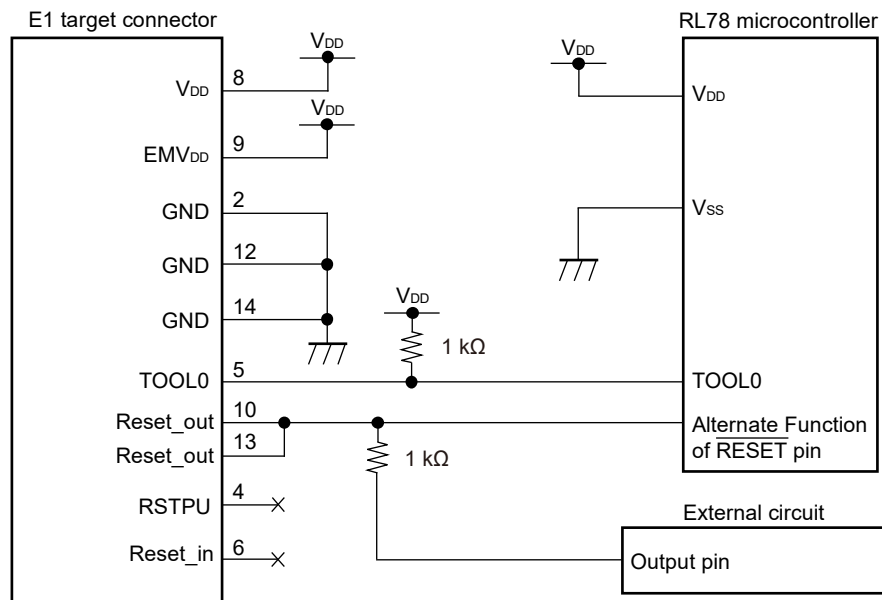 E1 target connector
RL78 microcontroller
VDD
VDD
VDD 8
VDD
VDD
EMVDD 9
GND 2
VSS
GND 12
GND 14
VDD
1 kΩ
TOOL0 5
TOOL0
Reset_out 10
Alternate Function
of RESET pin
Reset_out 13
1 kΩ
RSTPU 4
External circuit
Reset_in 6
Output pin